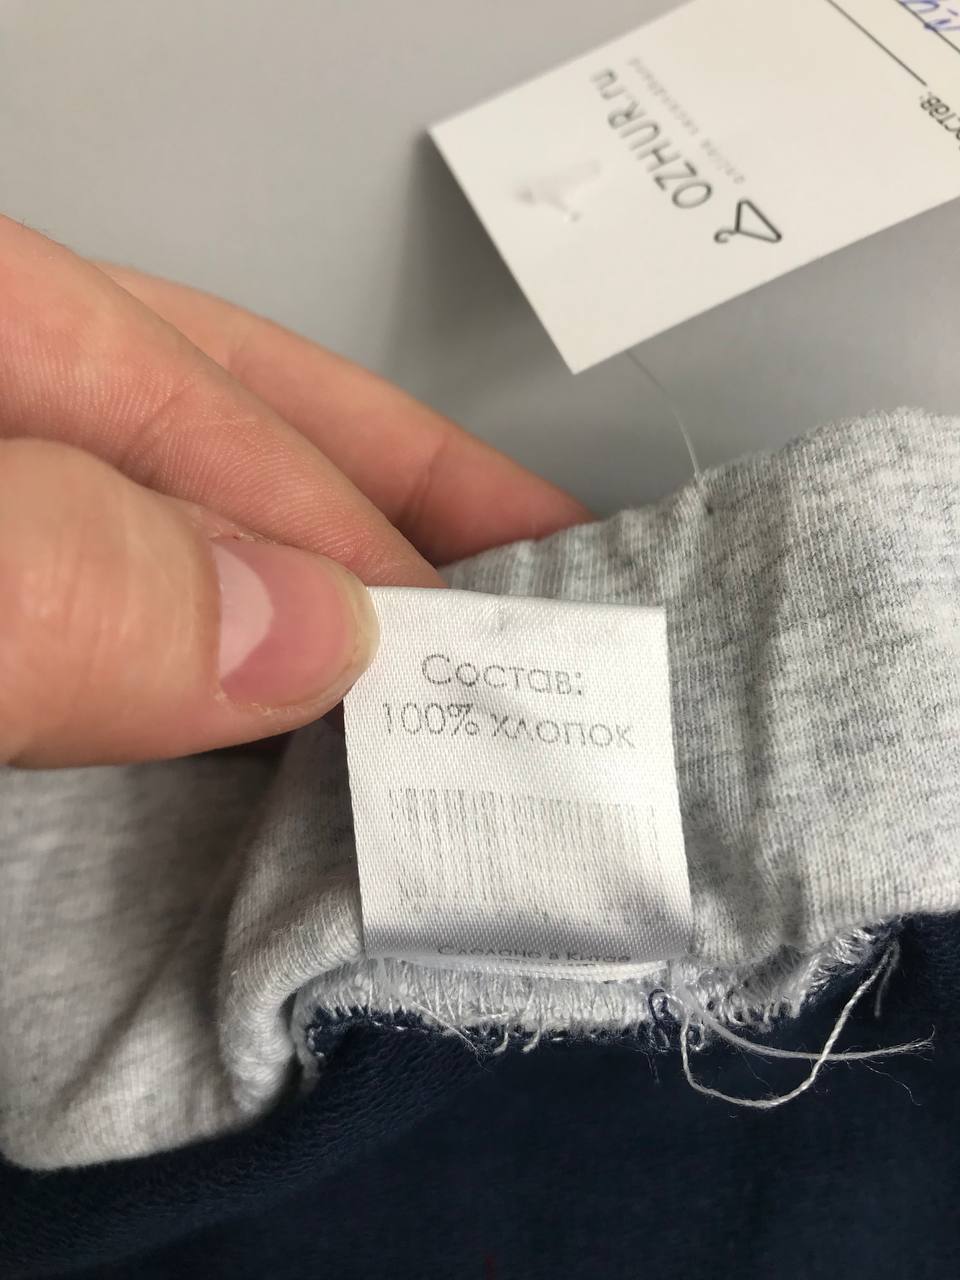 OZHUR.ru
Состав:
100% хлопок
Сделано в Китае